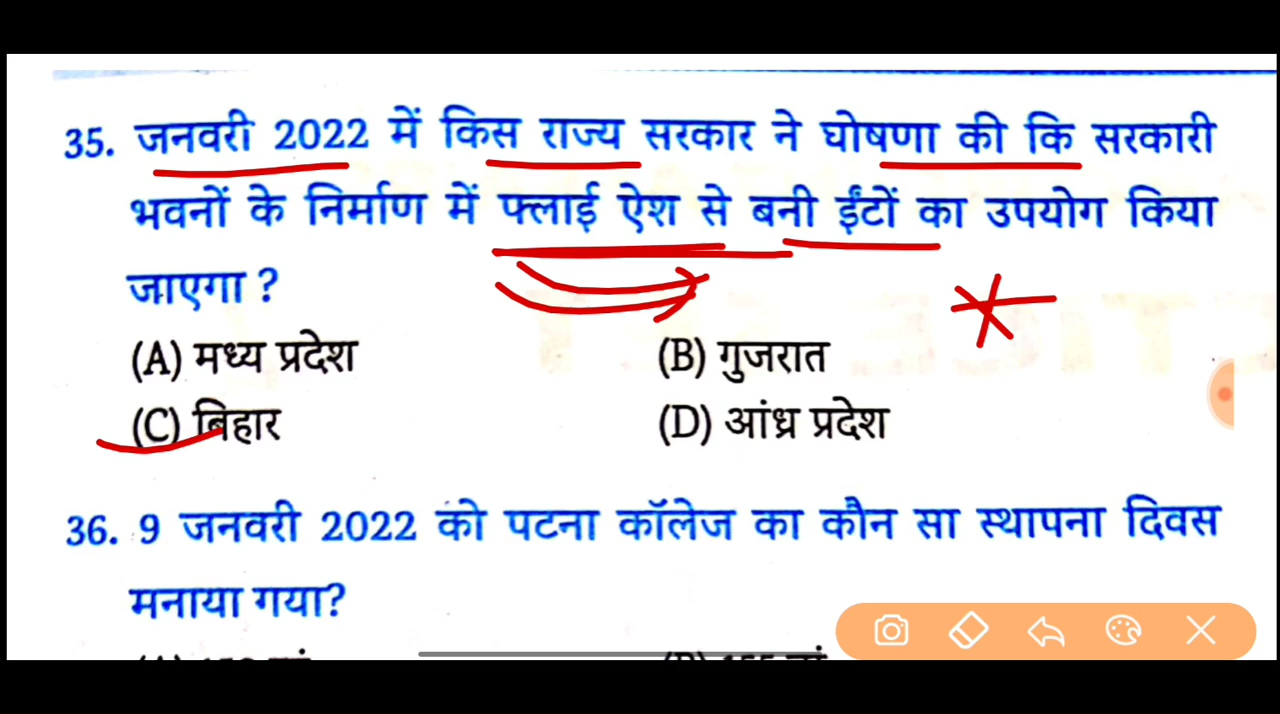 35. जनवरी 2022 में किस राज्य सरकार ने घोषणा की कि सरकारी
भवनों के निर्माण में फ्लाई ऐश से बनी ईंटों का उपयोग किया
जाएगा ?
(A) मध्य प्रदेश (B) गुजरात
(C) बिहार (D) आंध्र प्रदेश
36. 9 जनवरी 2022 को पटना कॉलेज का कौन सा स्थापना दिवस
मनाया गया?